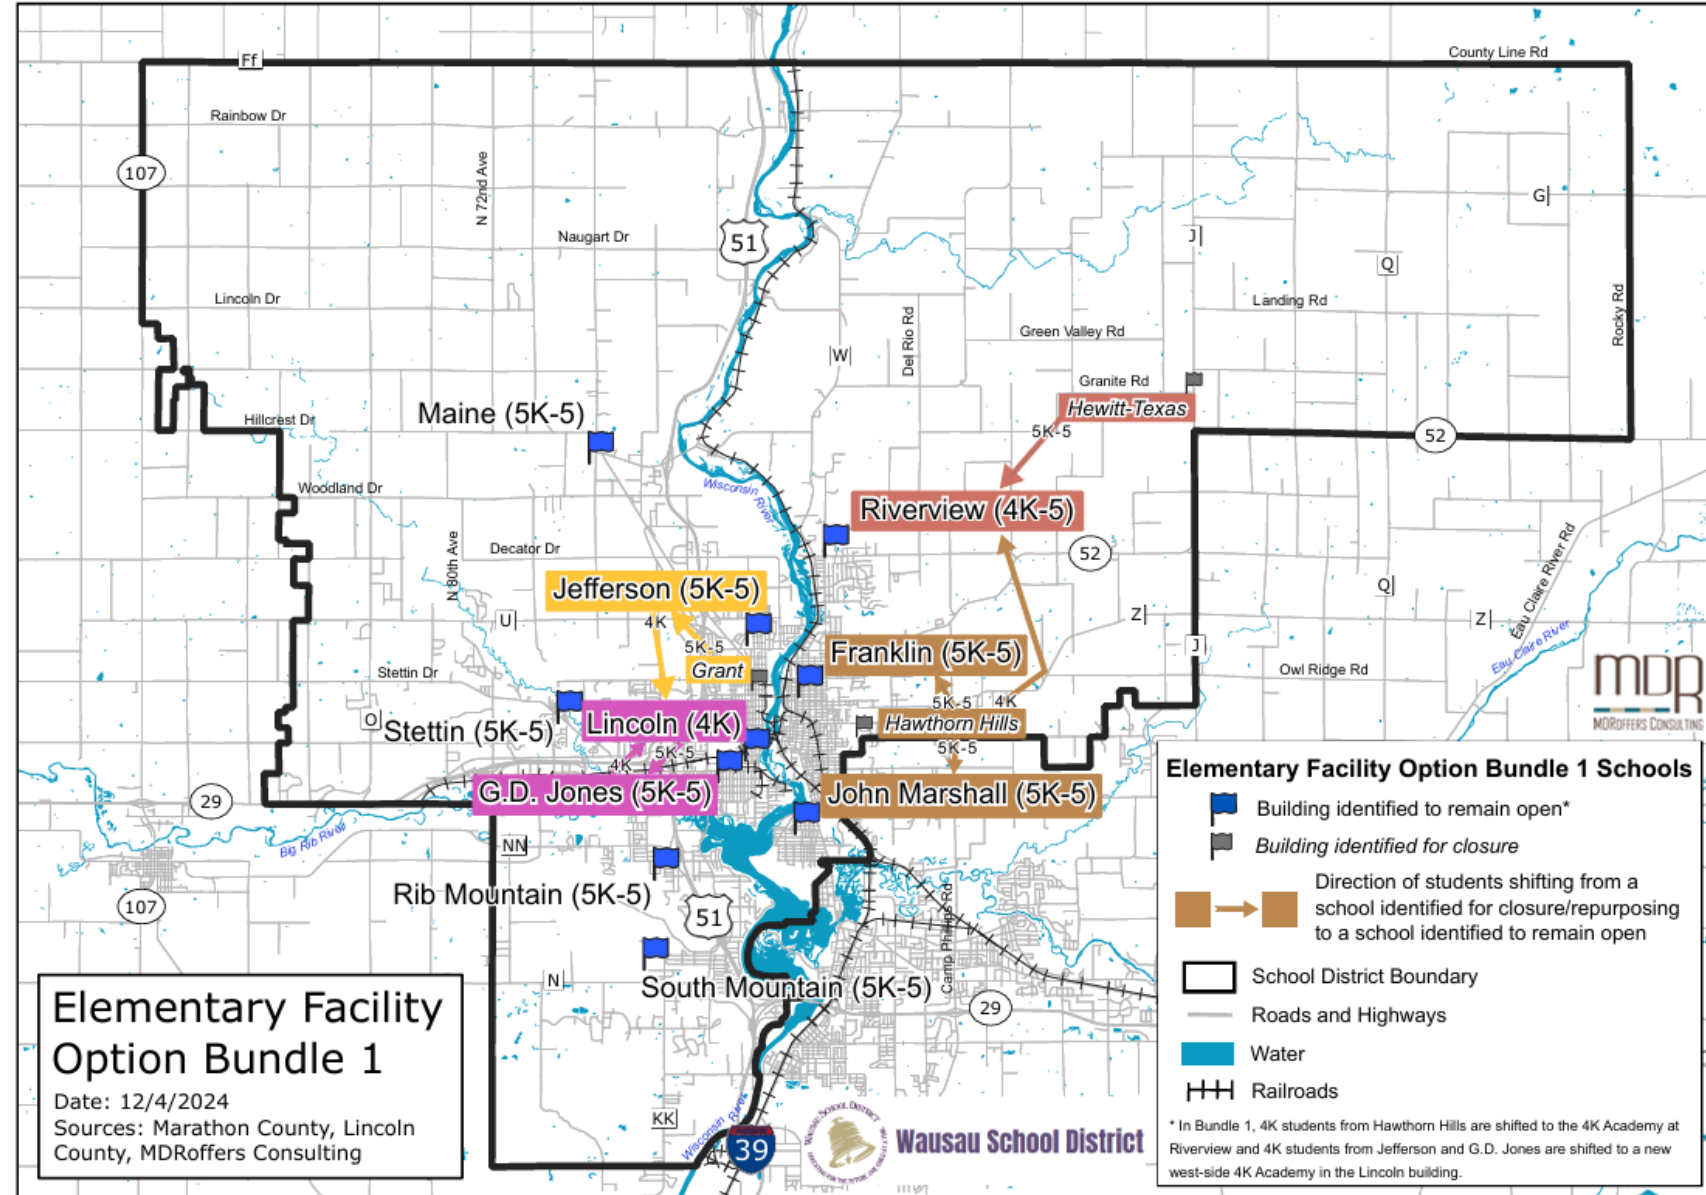 Ff
County Line Rd
Rainbow Dr
107
N 72nd Ave
G
Naugart Dr
51
J
Q
Lincoln Dr
Landing Rd
Rocky Rd
Del Rio Rd
Green Valley Rd
W
Granite Rd
Hewitt-Texas
Maine (5K-5)
Hillcrest Dr
5K-5
52
Wisconsin
River
Woodland Dr
Riverview (4K-5)
N 80th Ave
Decator Dr
52
Eau Claire River Rd
Jefferson (5K-5)
Q
U
4K
Z
Z
5K-5
Franklin (5K-5)
J
Eau Claire River
Stettin Dr
Grant
Owl Ridge Rd
MDR
MDROFFERS CONSULTING
5K-5
4K
O
Stettin (5K-5)
Lincoln (4K)
Hawthorn Hills
5K-5
4K
5K-5
G.D. Jones (5K-5)
John Marshall (5K-5)
29
Big Rib River
NN
Rib Mountain (5K-5)
107
51
Camp Phillips Rd
N
South Mountain (5K-5)
29
KK
Wisconsin River
39
Elementary Facility
Option Bundle 1
Date: 12/4/2024
Sources: Marathon County, Lincoln
County, MDRoffers Consulting
WAUSAU SCHOOL DISTRICT
Wausau School District
Elementary Facility Option Bundle 1 Schools
Building identified to remain open*
Building identified for closure
Direction of students shifting from a
school identified for closure/repurposing
to a school identified to remain open
School District Boundary
Roads and Highways
Water
Railroads
* In Bundle 1, 4K students from Hawthorn Hills are shifted to the 4K Academy at
Riverview and 4K students from Jefferson and G.D. Jones are shifted to a new
west-side 4K Academy in the Lincoln building.